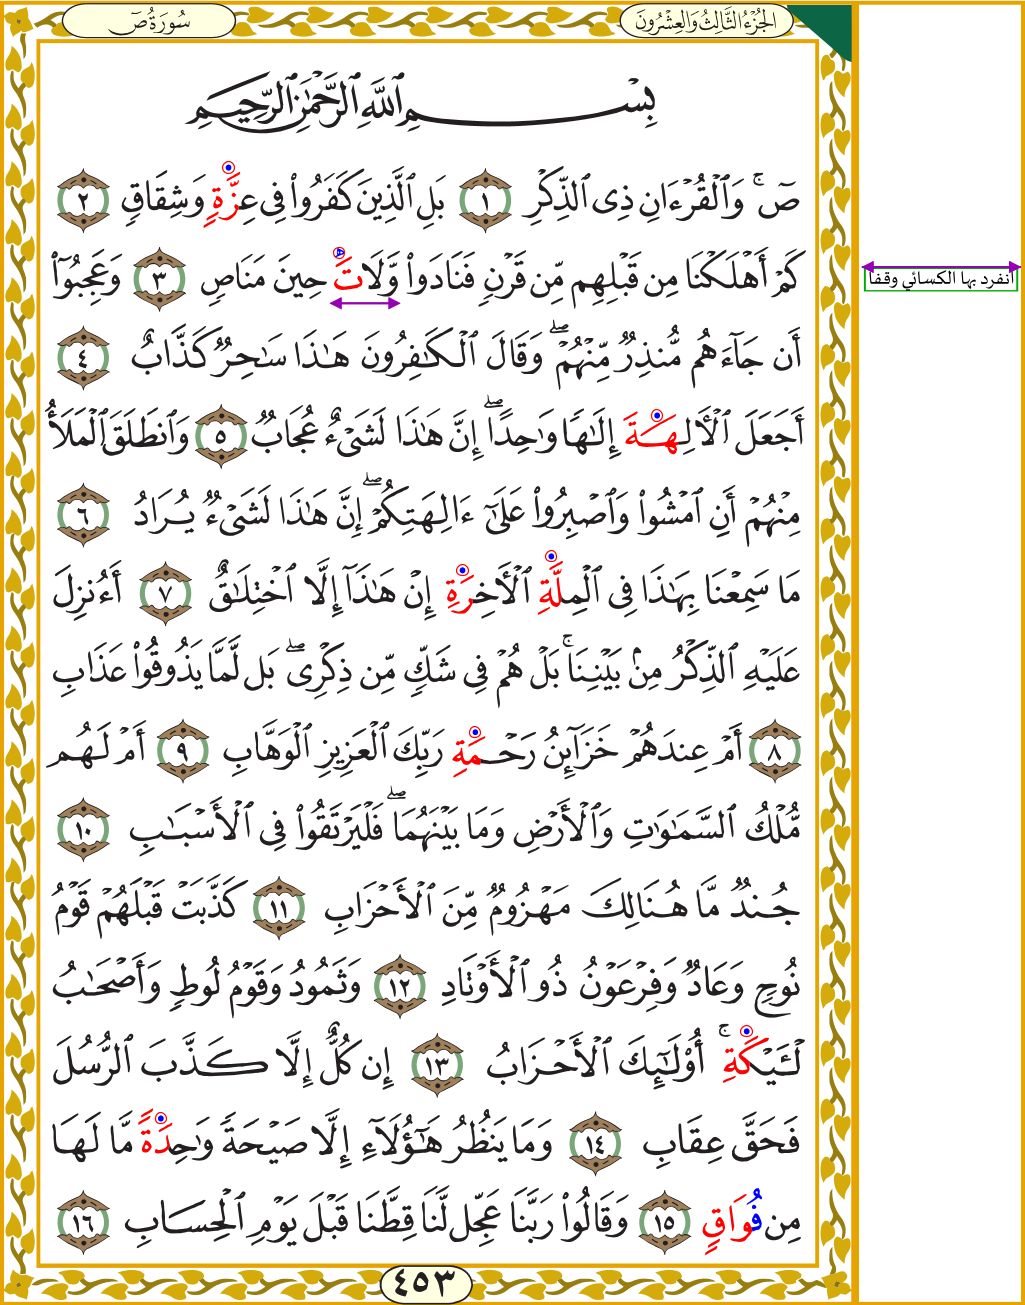 سُورَةُ صٓ
الجُزْءُ الثَّالِثُ وَالعِشْرُونَ
بِسْمِ ٱللَّهِ ٱلرَّحْمَٰنِ ٱلرَّحِيمِ
صٓۚ وَٱلْقُرْءَانِ ذِى ٱلذِّكْرِ ١ بَلِ ٱلَّذِينَ كَفَرُوا۟ فِى عِزَّةٍۢ وَشِقَاقٍۢ ٢
كَمْ أَهْلَكْنَا مِن قَبْلِهِم مِّن قَرْنٍۢ فَنَادَوا۟ وَّلَاتَ حِينَ مَنَاصٍۢ ٣ وَعَجِبُوٓا۟
انفرد بها الكسائي وقفا
أَن جَآءَهُم مُّنذِرٌۭ مِّنْهُمْۖ وَقَالَ ٱلْكَٰفِرُونَ هَٰذَا سَٰحِرٌۭ كَذَّابٌ ٤
أَجَعَلَ ٱلْأَلِهَةَ إِلَٰهًۭا وَٰحِدًاۖ إِنَّ هَٰذَا لَشَىْءٌ عُجَابٌۭ ٥ وَٱنطَلَقَ ٱلْمَلَأُ
مِنْهُمْ أَنِ ٱمْشُوا۟ وَٱصْبِرُوا۟ عَلَىٰٓ ءَالِهَتِكُمْۖ إِنَّ هَٰذَا لَشَىْءٌۭ يُرَادُ ٦
مَا سَمِعْنَا بِهَٰذَا فِى ٱلْمِلَّةِ ٱلْأَخِرَةِ إِنْ هَٰذَآ إِلَّا ٱخْتِلَٰقٌ ٧ أَءُنزِلَ
عَلَيْهِ ٱلذِّكْرُ مِنۢ بَيْنِنَاۚ بَلْ هُمْ فِى شَكٍّۢ مِّن ذِكْرِىۖ بَل لَّمَّا يَذُوقُوا۟ عَذَابِ
٨ أَمْ عِندَهُمْ خَزَآئِنُ رَحْمَةِ رَبِّكَ ٱلْعَزِيزِ ٱلْوَهَّابِ ٩ أَمْ لَهُم
مُّلْكُ ٱلسَّمَٰوَٰتِ وَٱلْأَرْضِ وَمَا بَيْنَهُمَاۖ فَلْيَرْتَقُوا۟ فِى ٱلْأَسْبَٰبِ ١٠
جُندٌۭ مَّا هُنَالِكَ مَهْزُومٌۭ مِّنَ ٱلْأَحْزَابِ ١١ كَذَّبَتْ قَبْلَهُمْ قَوْمُ
نُوحٍۢ وَعَادٌۭ وَفِرْعَوْنُ ذُو ٱلْأَوْتَادِ ١٢ وَثَمُودُ وَقَوْمُ لُوطٍۢ وَأَصْحَٰبُ
لْـَٔيْكَةِۚ أُو۟لَٰٓئِكَ ٱلْأَحْزَابُ ١٣ إِن كُلٌّ إِلَّا كَذَّبَ ٱلرُّسُلَ
فَحَقَّ عِقَابِ ١٤ وَمَا يَنظُرُ هَٰٓؤُلَآءِ إِلَّا صَيْحَةًۭ وَٰحِدَةًۭ مَّا لَهَا
مِن فُوَاقٍۢ ١٥ وَقَالُوا۟ رَبَّنَا عَجِّل لَّنَا قِطَّنَا قَبْلَ يَوْمِ ٱلْحِسَابِ ١٦
٤٥٣